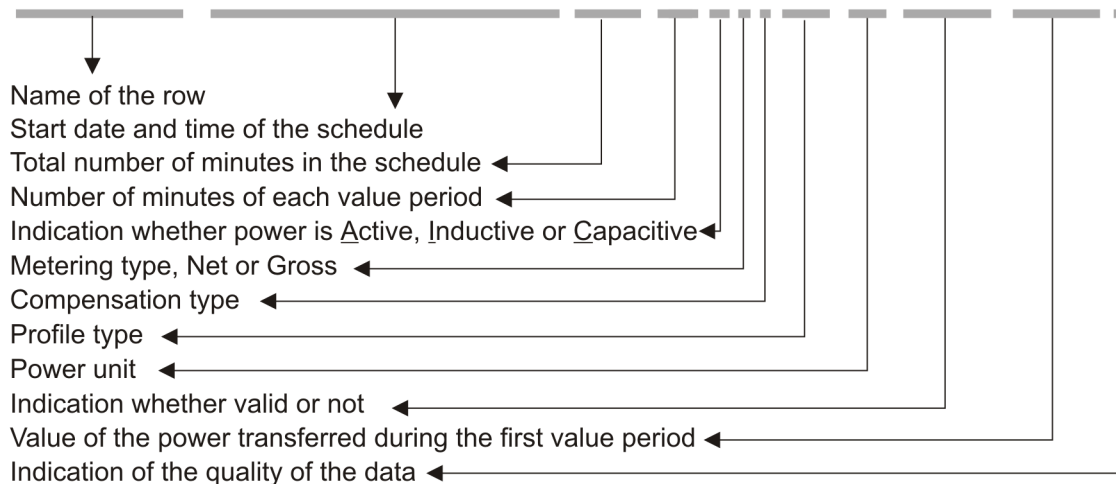 Name of the row
Start date and time of the schedule
Total number of minutes in the schedule
Number of minutes of each value period
Indication whether power is Active, Inductive or Capacitive
Metering type, Net or Gross
Compensation type
Profile type
Power unit
Indication whether valid or not
Value of the power transferred during the first value period
Indication of the quality of the data